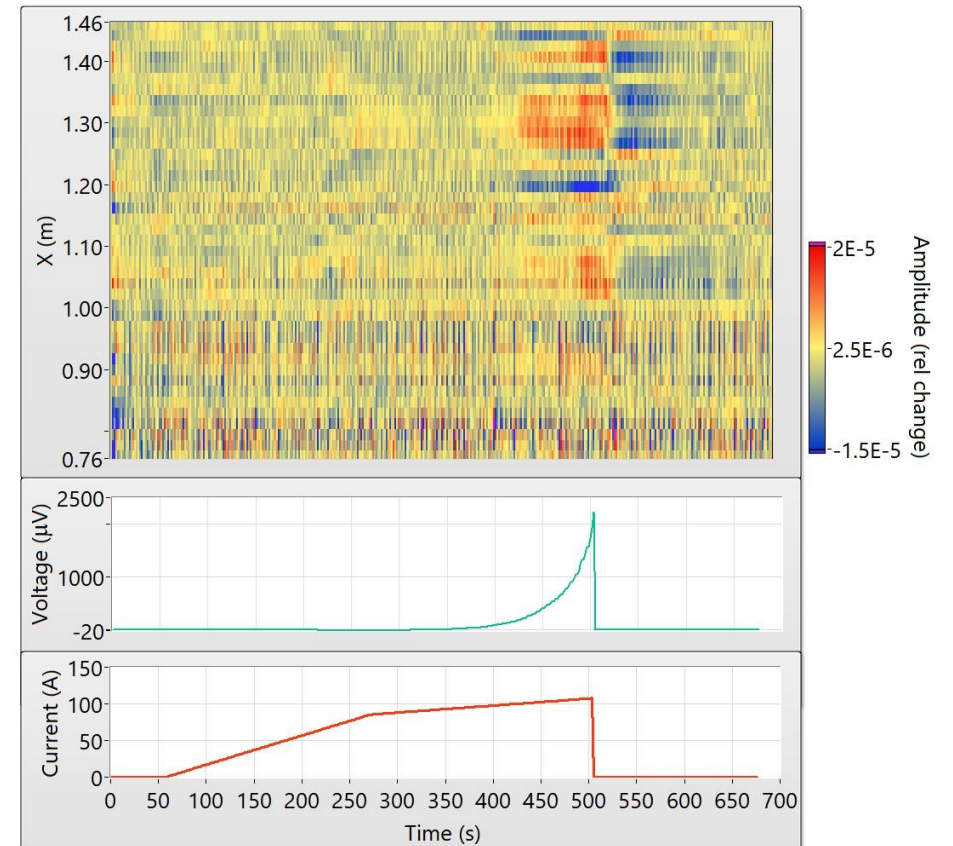 1.46
1.40
1.30
1.20
1.10
1.00
0.90
0.76
X (m)
2E-5
2.5E-6
-1.5E-5
Amplitude (rel change)
2500
1000
-20
Voltage (µV)
150
100
50
0
Current (A)
0 50 100 150 200 250 300 350 400 450 500 550 600 650 700
Time (s)